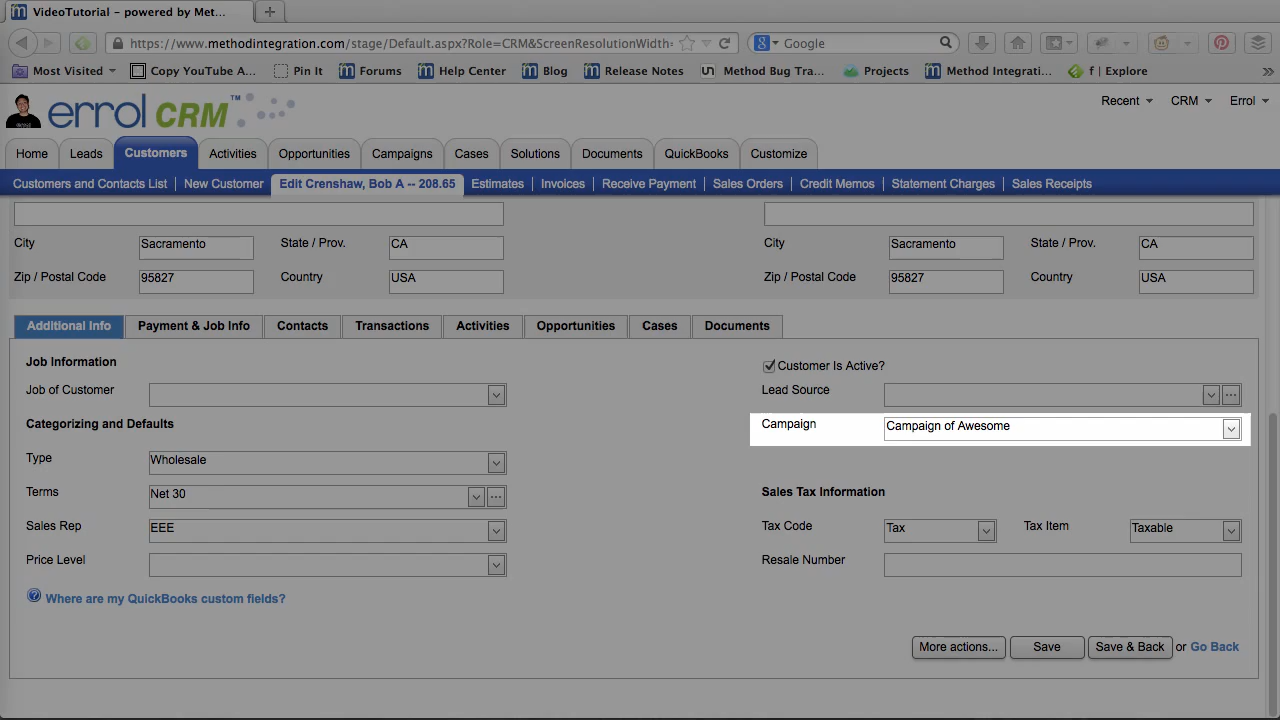 VideoTutorial – powered by Met...
https://www.methodintegration.com/stage/Default.aspx?Role=CRM&ScreenResolutionWidth=
Google
Most Visited
Copy YouTube A...
Pin It
Forums
Help Center
Blog
Release Notes
Method Bug Tra...
Projects
Method Integrati...
f | Explore
errol CRM™
Recent CRM Errol
Home Leads Customers Activities Opportunities Campaigns Cases Solutions Documents QuickBooks Customize
Customers and Contacts List New Customer Edit Crenshaw, Bob A -- 208.65 Estimates Invoices Receive Payment Sales Orders Credit Memos Statement Charges Sales Receipts
City Sacramento State / Prov. CA City Sacramento State / Prov. CA
Zip / Postal Code 95827 Country USA Zip / Postal Code 95827 Country USA
Additional Info Payment & Job Info Contacts Transactions Activities Opportunities Cases Documents
Job Information
Customer Is Active?
Job of Customer
Lead Source
Categorizing and Defaults
Campaign Campaign of Awesome
Type Wholesale
Terms Net 30
Sales Tax Information
Sales Rep EEE
Tax Code Tax Tax Item Taxable
Price Level
Resale Number
Where are my QuickBooks custom fields?
More actions... Save Save & Back or Go Back